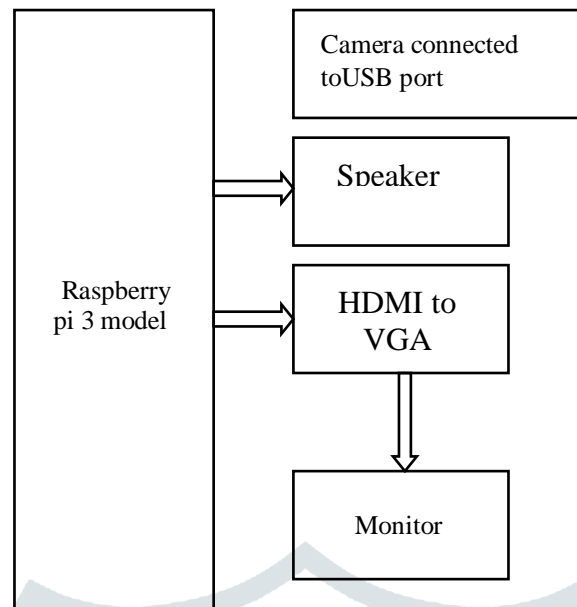 Camera connected
toUSB port
Speaker
Raspberry
pi 3 model
HDMI to
VGA
Monitor